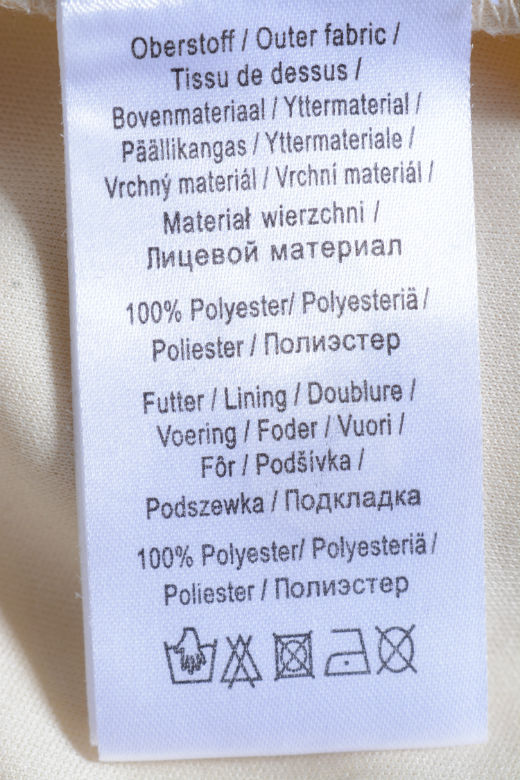 Oberstoff / Outer fabric /
Tissu de dessus /
Bovenmateriaal / Yttermaterial /
Päällikangas / Yttermateriale /
Vrchný materiál / Vrchní materiál /
Materiał wierzchni /
Лицевой материал
100% Polyester/ Polyesteriä /
Poliester / Полиэстер
Futter / Lining / Doublure /
Voering / Foder / Vuori /
Fôr / Podšívka /
Podszewka / Подкладка
100% Polyester/ Polyesteriä /
Poliester / Полиэстер